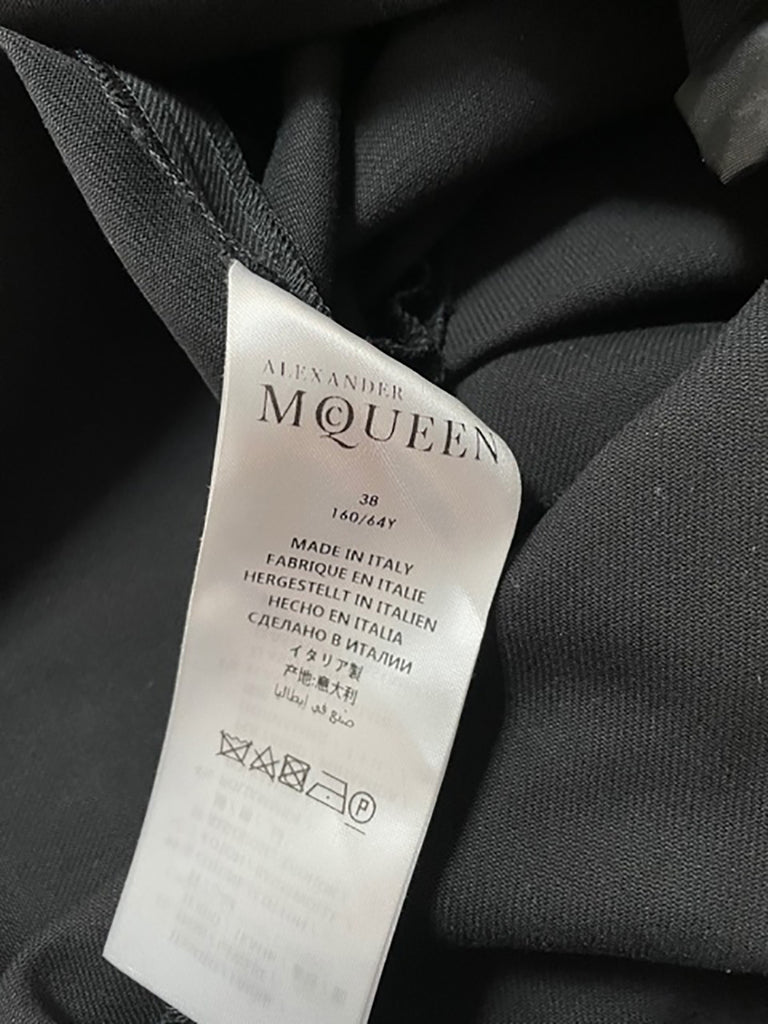 ALEXANDER
McQUEEN
38
160/64Y
MADE IN ITALY
FABRIQUE EN ITALIE
HERGESTELLT IN ITALIEN
HECHO EN ITALIA
СДЕЛАНО В ИТАЛИИ
イタリア製
产地:意大利
صنع في إيطاليا
P